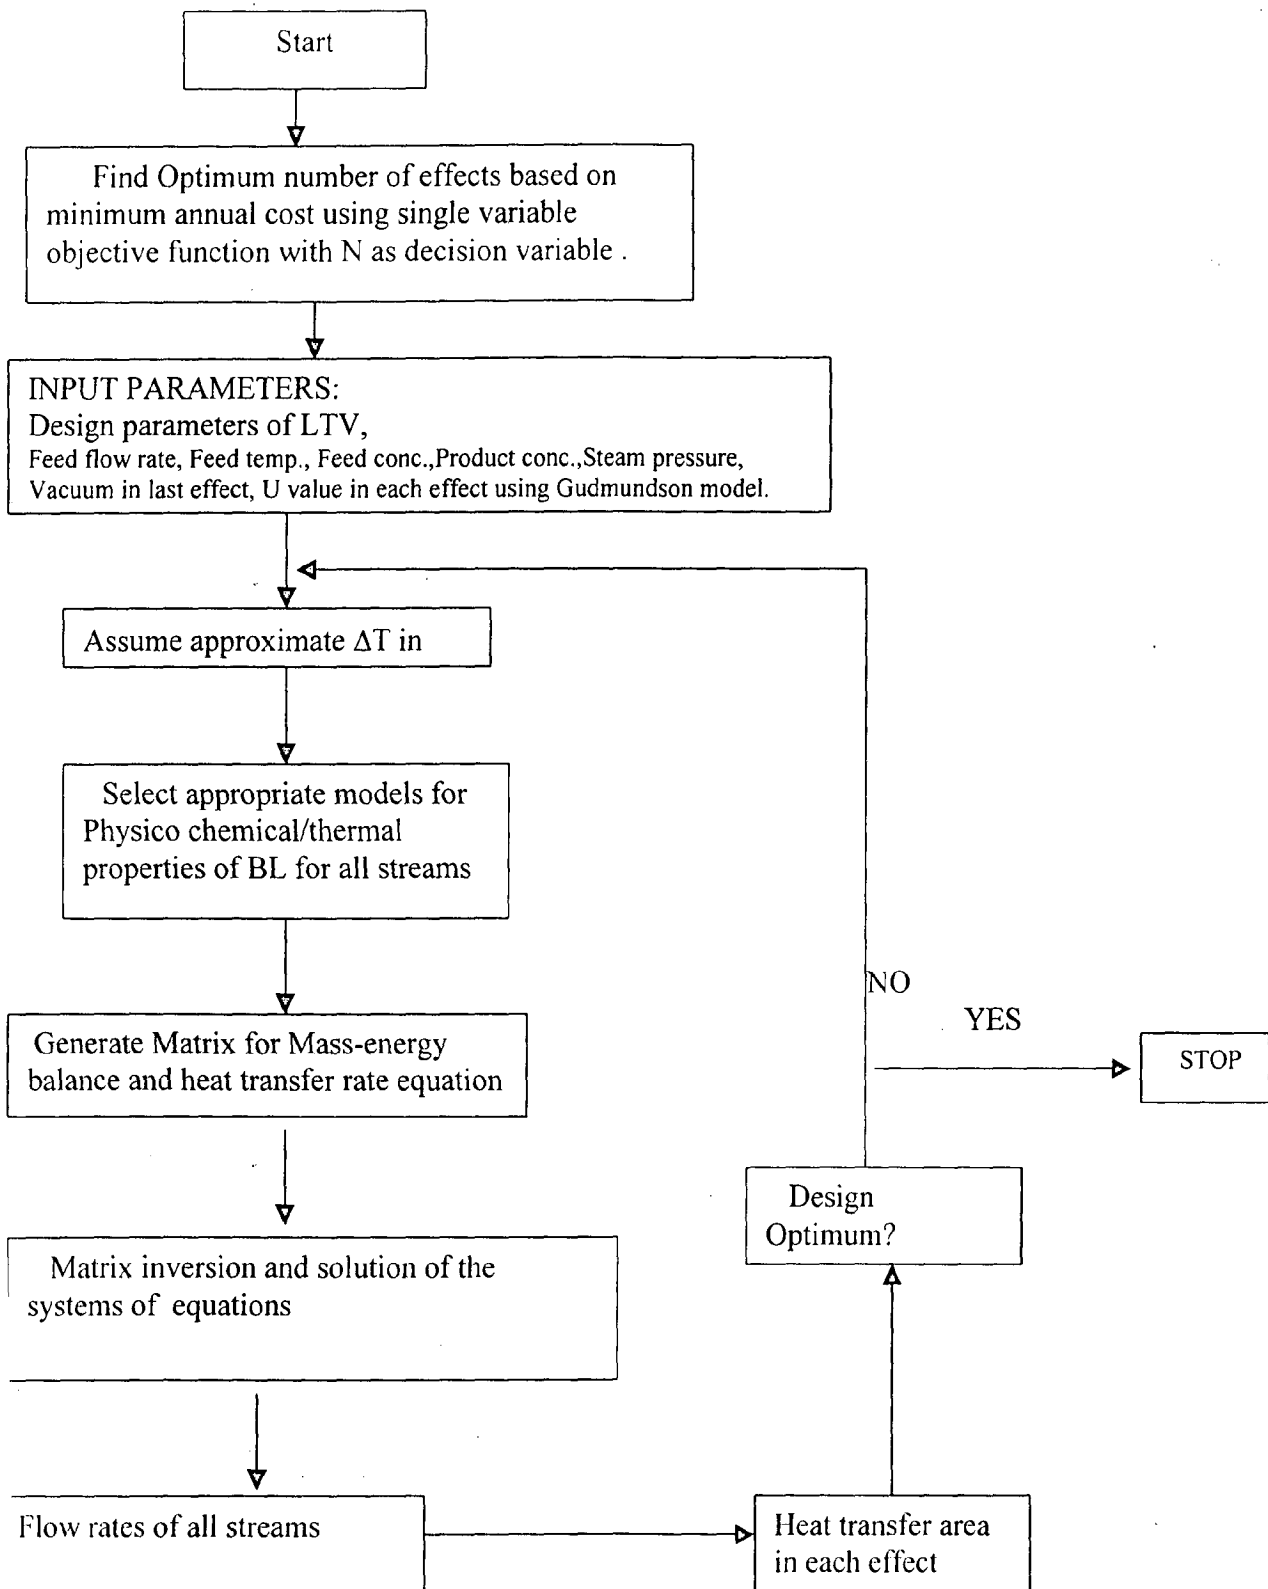 Start
Find Optimum number of effects based on
minimum annual cost using single variable
objective function with N as decision variable .
INPUT PARAMETERS:
Design parameters of LTV,
Feed flow rate, Feed temp., Feed conc.,Product conc.,Steam pressure,
Vacuum in last effect, U value in each effect using Gudmundson model.
Assume approximate ΔT in
Select appropriate models for
Physico chemical/thermal
properties of BL for all streams
Generate Matrix for Mass-energy
balance and heat transfer rate equation
Matrix inversion and solution of the
systems of equations
Flow rates of all streams
Heat transfer area
in each effect
Design
Optimum?
NO
YES
STOP